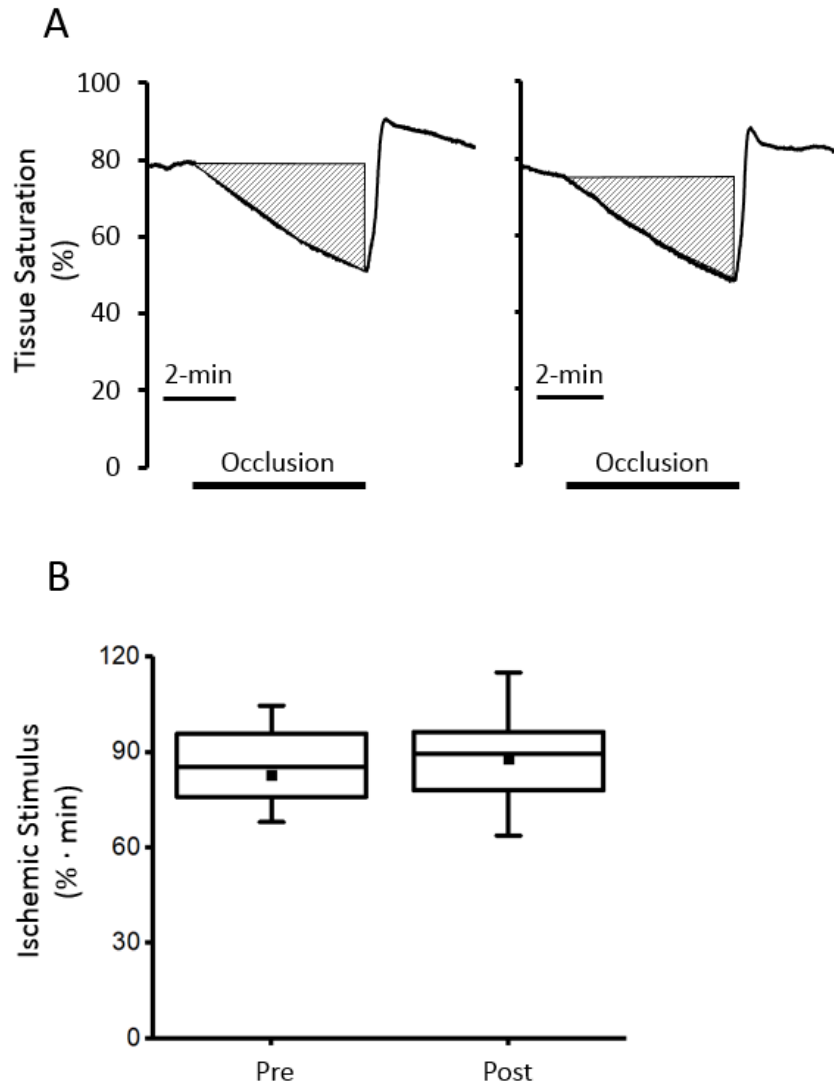 A
Tissue Saturation
(%)
100
80
60
40
20
0
2-min
Occlusion
2-min
Occlusion
B
Ischemic Stimulus
(% · min)
120
90
60
30
0
Pre
Post